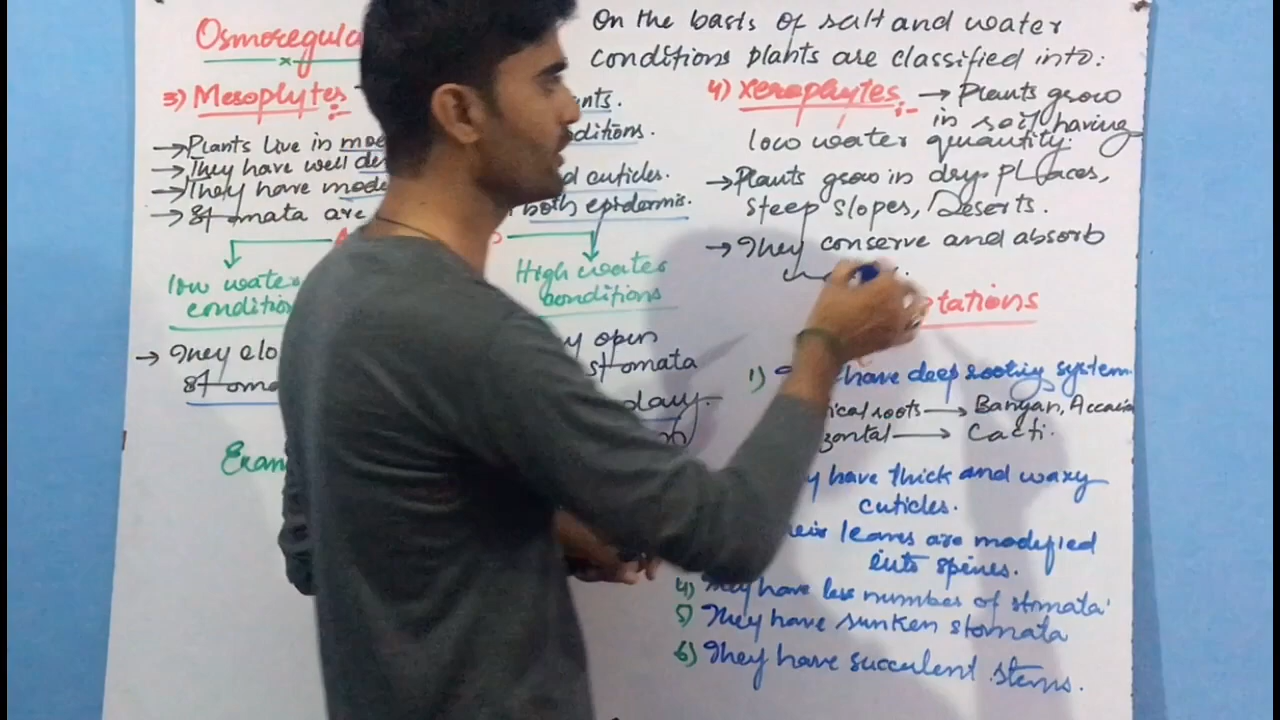 Osmoregula
On the basis of salt and water
conditions plants are classified into:
3) Mesophytes
nts.
→Plants live in mod
ditions.
→They have well de
→They have mode
d cuticles.
→Stomata are
both epidermis.
low water
condition
High water
conditions
→ They clo
stoma
y open
stomata
day.
Exam
4) Xerophytes:- → Plants grow
in soil having
low water quantity.
→Plants grow in dry places,
steep slopes, Deserts.
→ They conserve and absorb
tations
1)
have deep rooting system.
ical roots → Banyan, Accacia
zontal → Cacti.
y have thick and waxy
cuticles.
eir leaves are modified
into spines.
4) They have less number of stomata
5) They have sunken stomata
6) They have succulent stems.